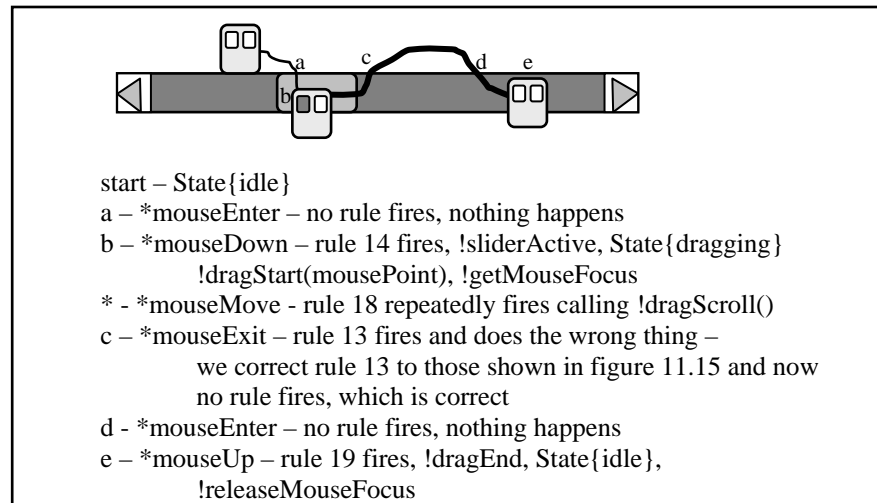 a c d e
b
start – State{idle}
a – *mouseEnter – no rule fires, nothing happens
b – *mouseDown – rule 14 fires, !sliderActive, State{dragging}
!dragStart(mousePoint), !getMouseFocus
* - *mouseMove - rule 18 repeatedly fires calling !dragScroll()
c – *mouseExit – rule 13 fires and does the wrong thing –
we correct rule 13 to those shown in figure 11.15 and now
no rule fires, which is correct
d - *mouseEnter – no rule fires, nothing happens
e – *mouseUp – rule 19 fires, !dragEnd, State{idle},
!releaseMouseFocus